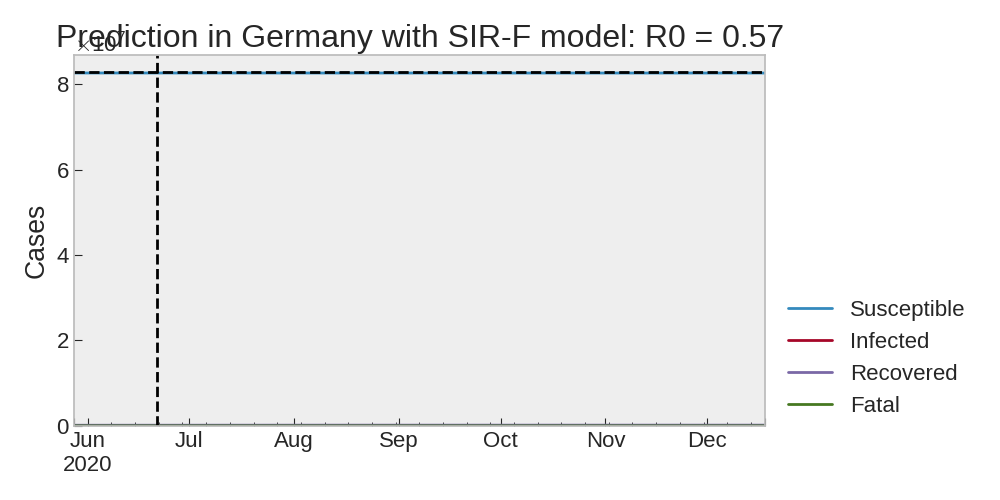 Prediction in Germany with SIR-F model: R0 = 0.57
×10⁷
8
6
4
2
0
Cases
Jun
2020
Jul
Aug
Sep
Oct
Nov
Dec
Susceptible
Infected
Recovered
Fatal